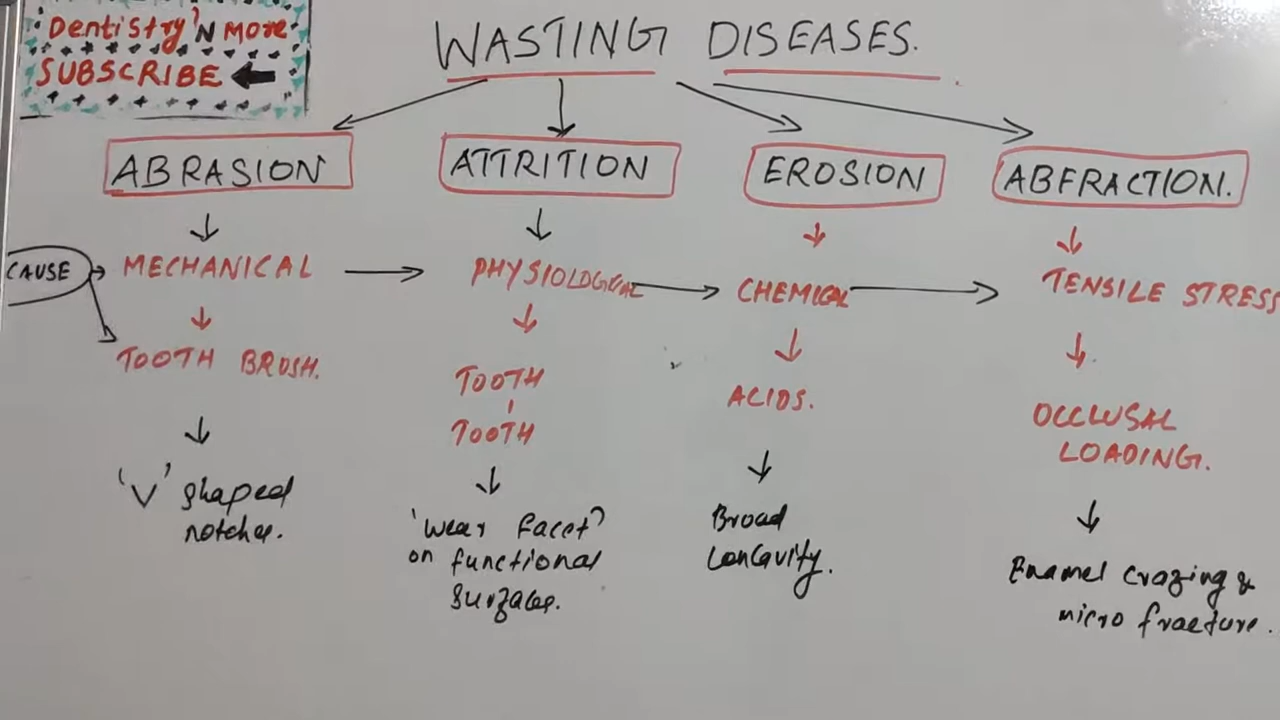 'Dentistry'N More
SUBSCRIBE
WASTING DISEASES.
ABRASION
ATTRITION
EROSION
ABFRACTION.
CAUSE
MECHANICAL
PHYSIOLOGICAL
CHEMICAL
TENSILE STRESS
TOOTH BRUSH.
TOOTH
TOOTH
ACIDS.
OCCLUSAL
LOADING.
'V' shaped
notches.
'Wear Facet'
on functional
surfaces.
Broad
Concavity.
Enamel crazing &
micro fracture.